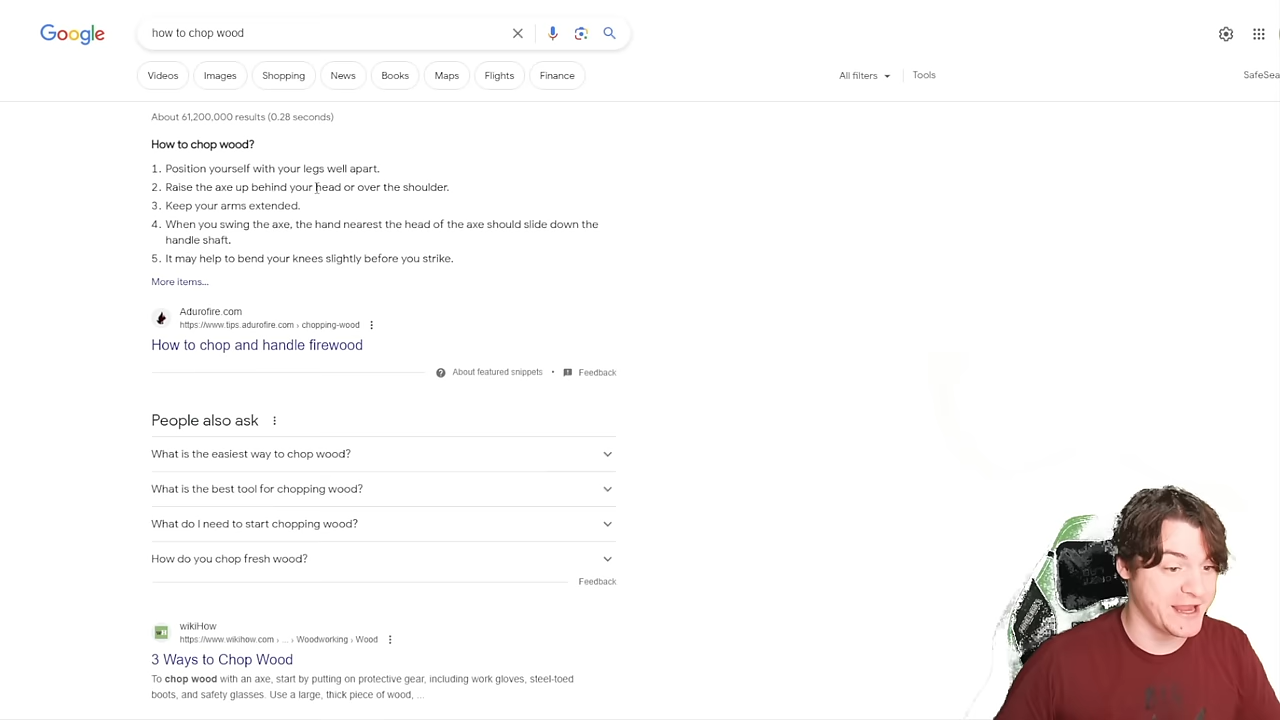 Google
how to chop wood
Videos
Images
Shopping
News
Books
Maps
Flights
Finance
All filters
Tools
SafeSea
About 61,200,000 results (0.28 seconds)
How to chop wood?
1. Position yourself with your legs well apart.
2. Raise the axe up behind your head or over the shoulder.
3. Keep your arms extended.
4. When you swing the axe, the hand nearest the head of the axe should slide down the
handle shaft.
5. It may help to bend your knees slightly before you strike.
More items...
Adurofire.com
https://www.tips.adurofire.com › chopping-wood
How to chop and handle firewood
About featured snippets • Feedback
People also ask
What is the easiest way to chop wood?
What is the best tool for chopping wood?
What do I need to start chopping wood?
How do you chop fresh wood?
Feedback
wikiHow
https://www.wikihow.com › ... › Woodworking › Wood
3 Ways to Chop Wood
To chop wood with an axe, start by putting on protective gear, including work gloves, steel-toed
boots, and safety glasses. Use a large, thick piece of wood, ...